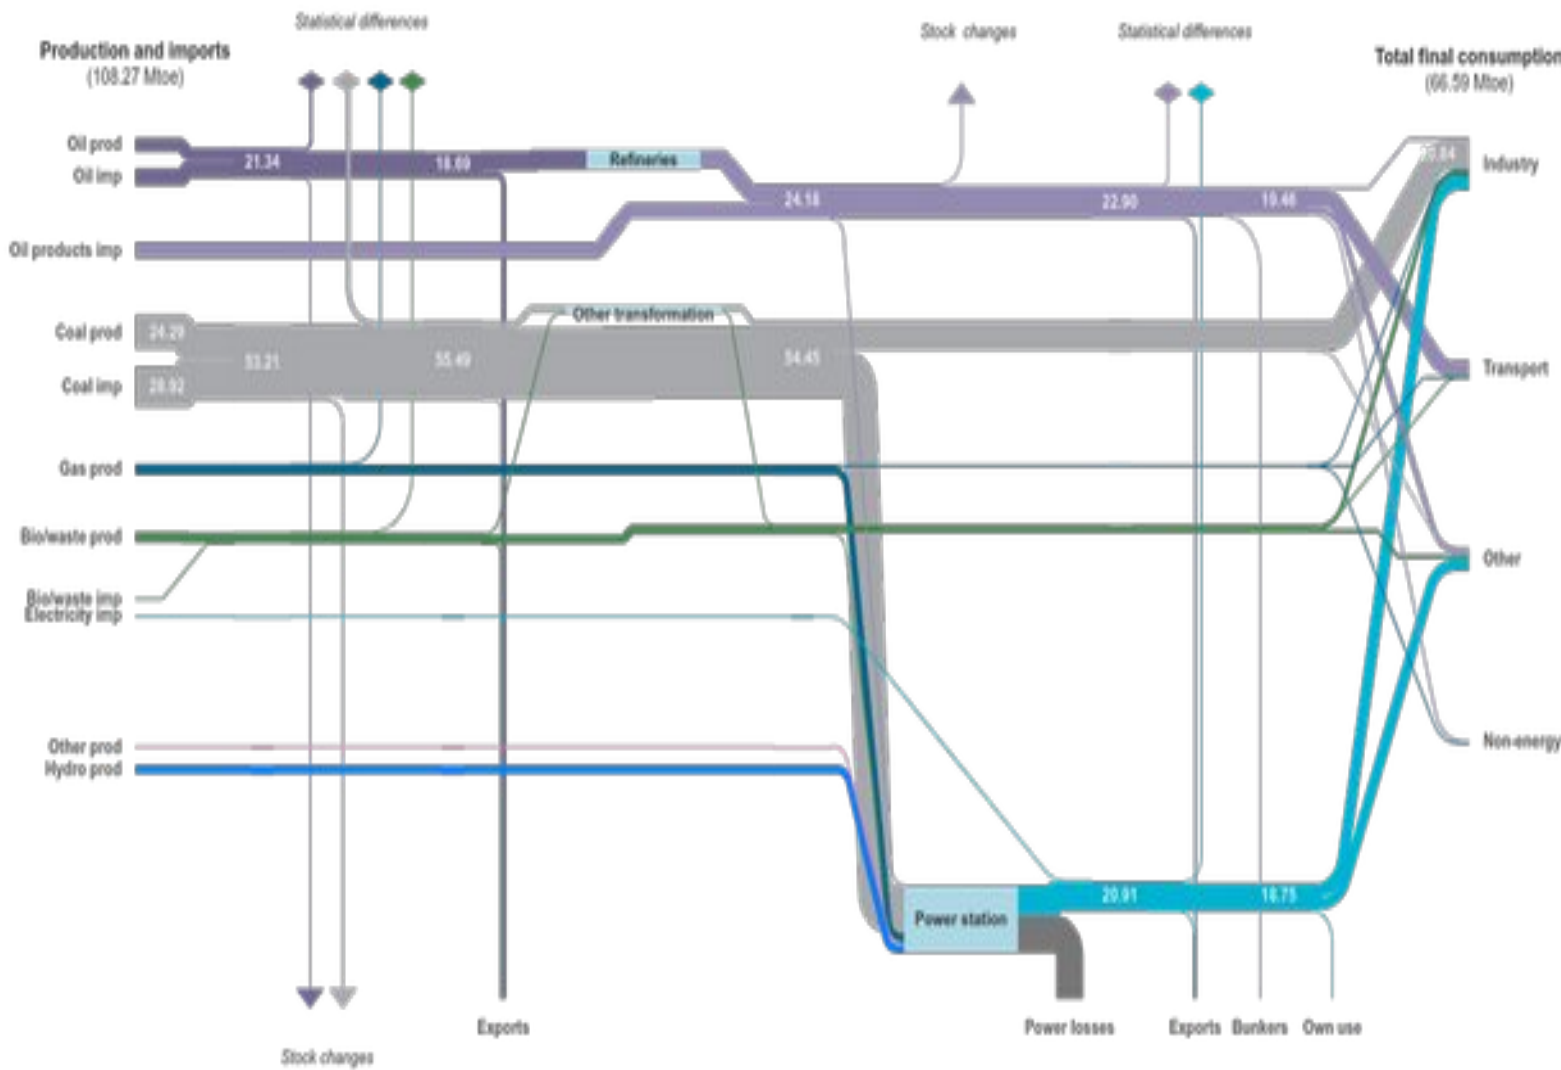 Statistical differences
Stock changes
Statistical differences
Production and imports
(108.27 Mtoe)
Total final consumption
(66.59 Mtoe)
Oil prod
Oil imp
21.34
18.69
Refineries
Industry
24.18
22.90
19.46
Oil products imp
Coal prod
24.29
Other transformation
Coal imp
28.92
53.21
55.49
54.45
Transport
Gas prod
Bio/waste prod
Other
Bio/waste imp
Electricity imp
Other prod
Hydro prod
Non-energy
Power station
20.91
18.75
Exports
Power losses
Exports
Bunkers
Own use
Stock changes